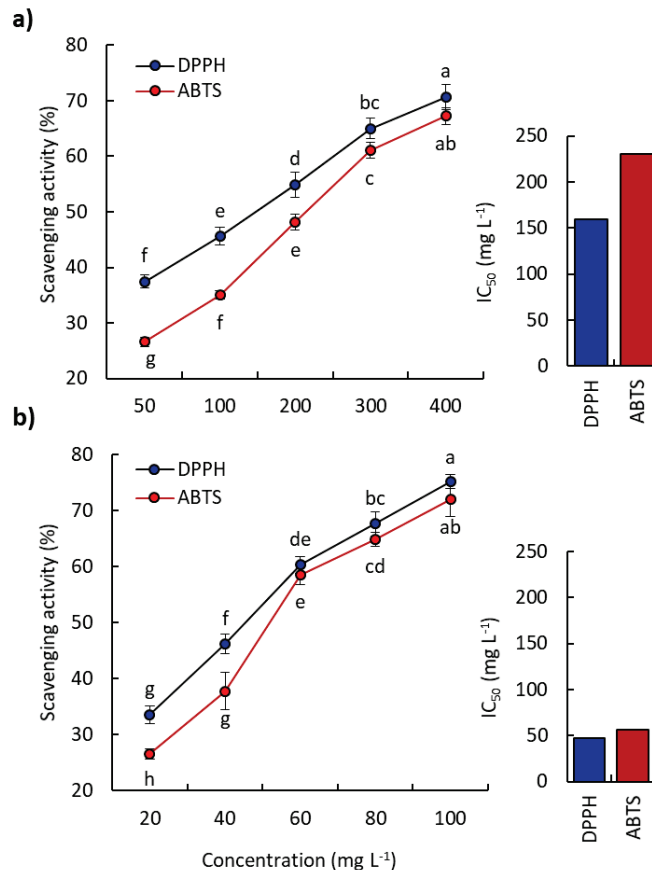 a)
80
70
60
50
40
30
20
Scavenging activity (%)
DPPH
ABTS
a
bc
d
e
f
ab
c
e
f
g
50 100 200 300 400
250
200
150
100
50
0
IC₅₀ (mg L⁻¹)
DPPH
ABTS
b)
80
70
60
50
40
30
20
Scavenging activity (%)
DPPH
ABTS
a
bc
de
f
g
ab
cd
e
g
h
20 40 60 80 100
Concentration (mg L⁻¹)
250
200
150
100
50
0
IC₅₀ (mg L⁻¹)
DPPH
ABTS